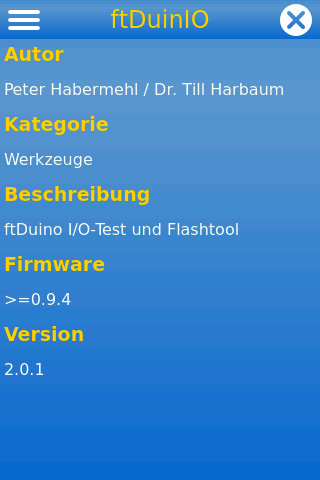 ftDuinIO
Autor
Peter Habermehl / Dr. Till Harbaum
Kategorie
Werkzeuge
Beschreibung
ftDuino I/O-Test und Flashtool
Firmware
>=0.9.4
Version
2.0.1